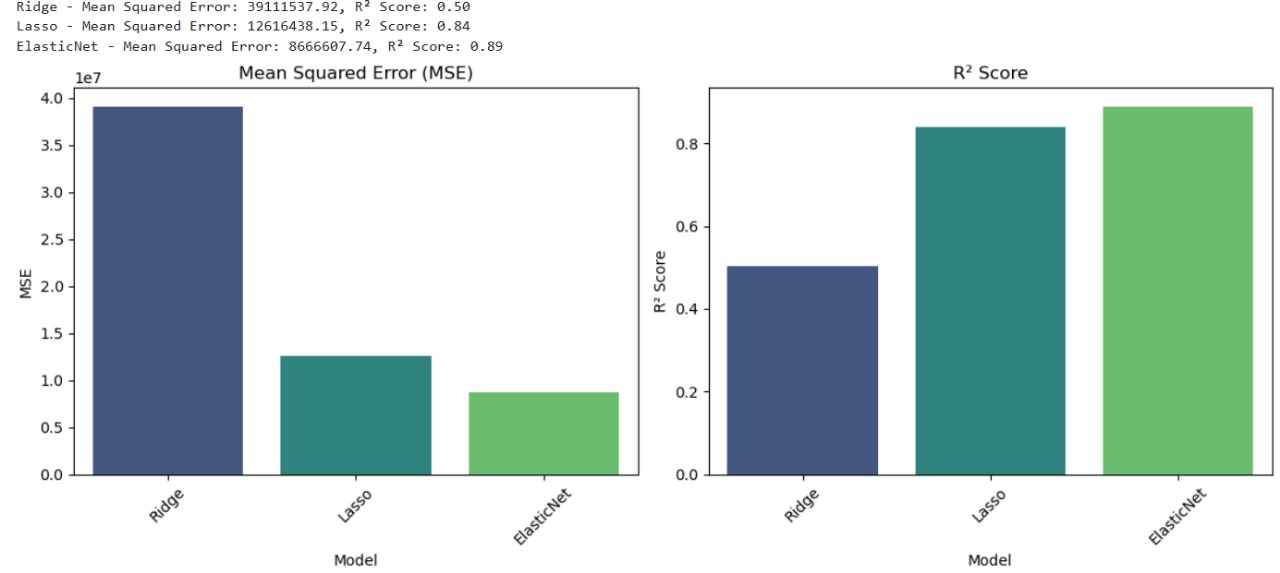 Ridge - Mean Squared Error: 39111537.92, R² Score: 0.50
Lasso - Mean Squared Error: 12616438.15, R² Score: 0.84
ElasticNet - Mean Squared Error: 8666607.74, R² Score: 0.89
Mean Squared Error (MSE)
1e7
4.0
3.5
3.0
2.5
2.0
1.5
1.0
0.5
0.0
MSE
Ridge
Lasso
ElasticNet
Model
R² Score
0.8
0.6
0.4
0.2
0.0
R² Score
Ridge
Lasso
ElasticNet
Model